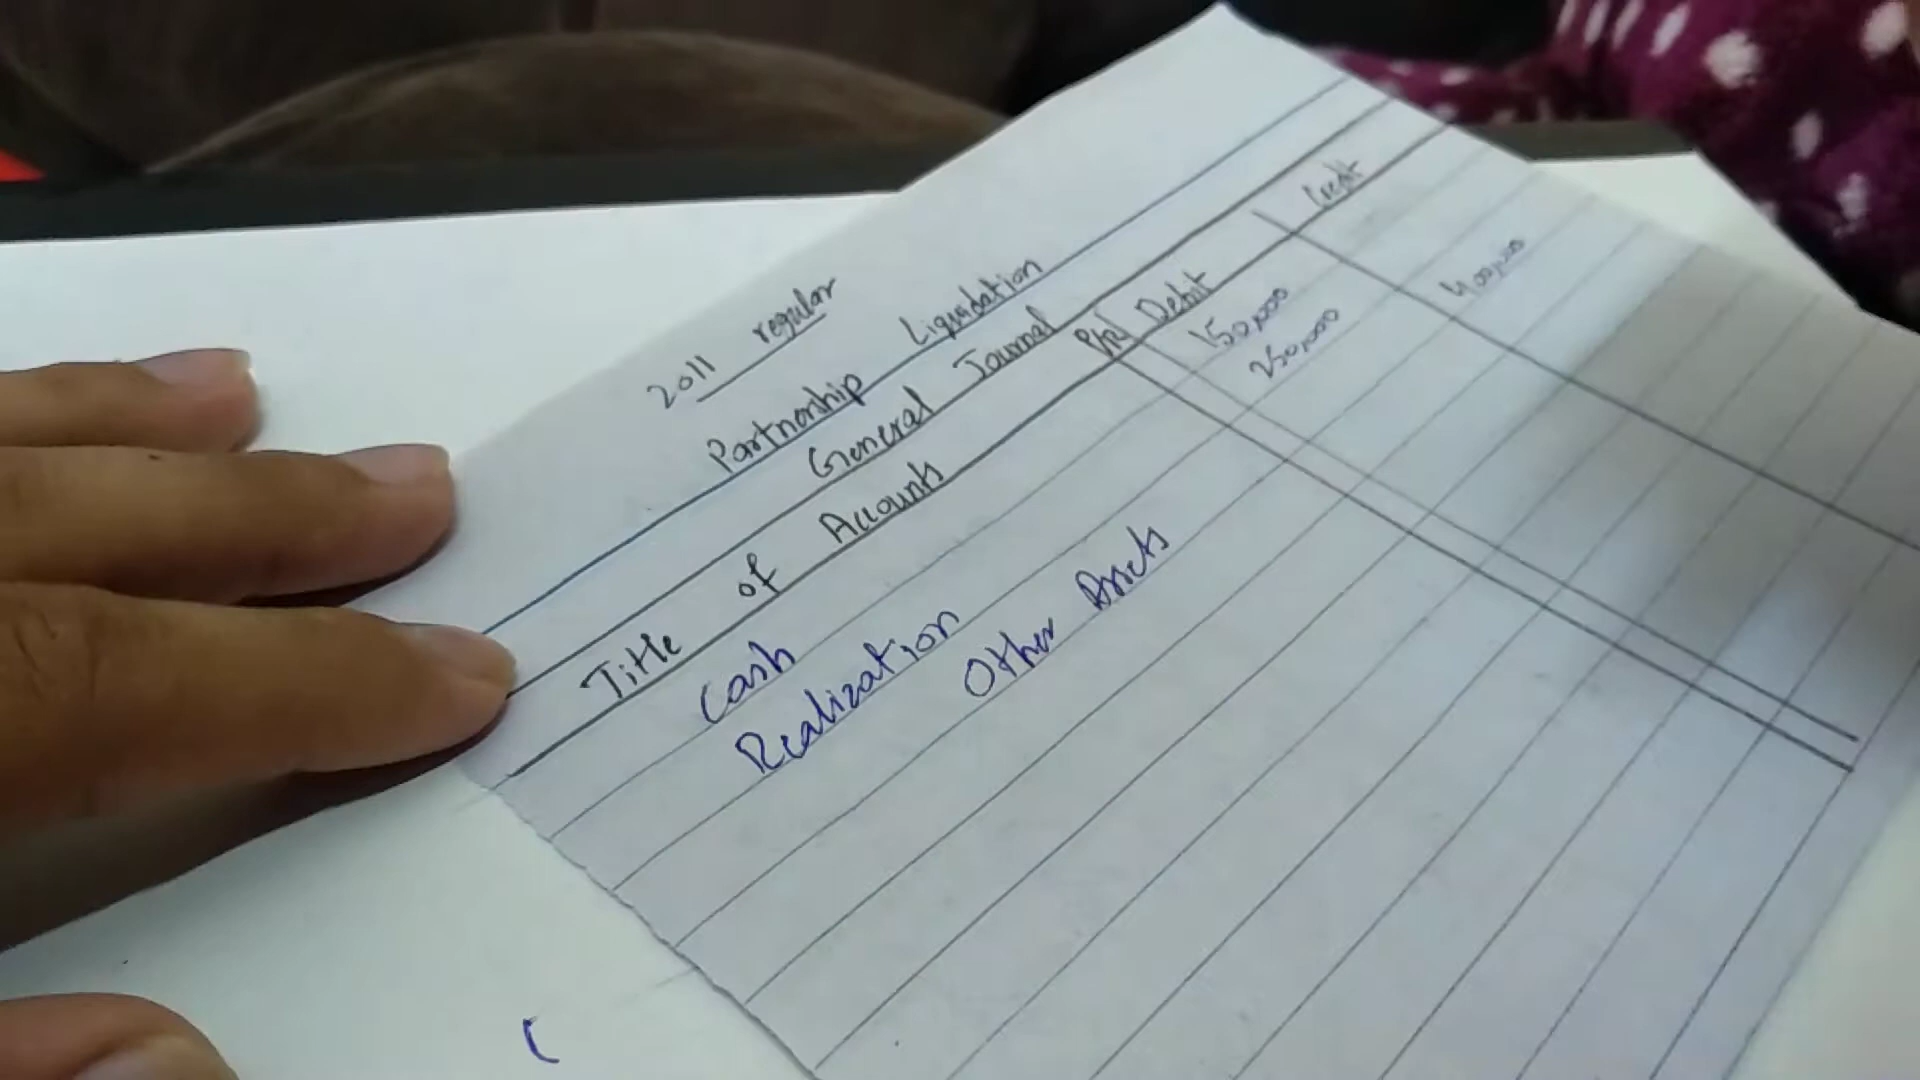 2011 regular
Partnership Liquidation
General Journal
Title of Accounts P/R Debit Credit
Cash 150,000
Realization 250,000
Other Assets 400,000